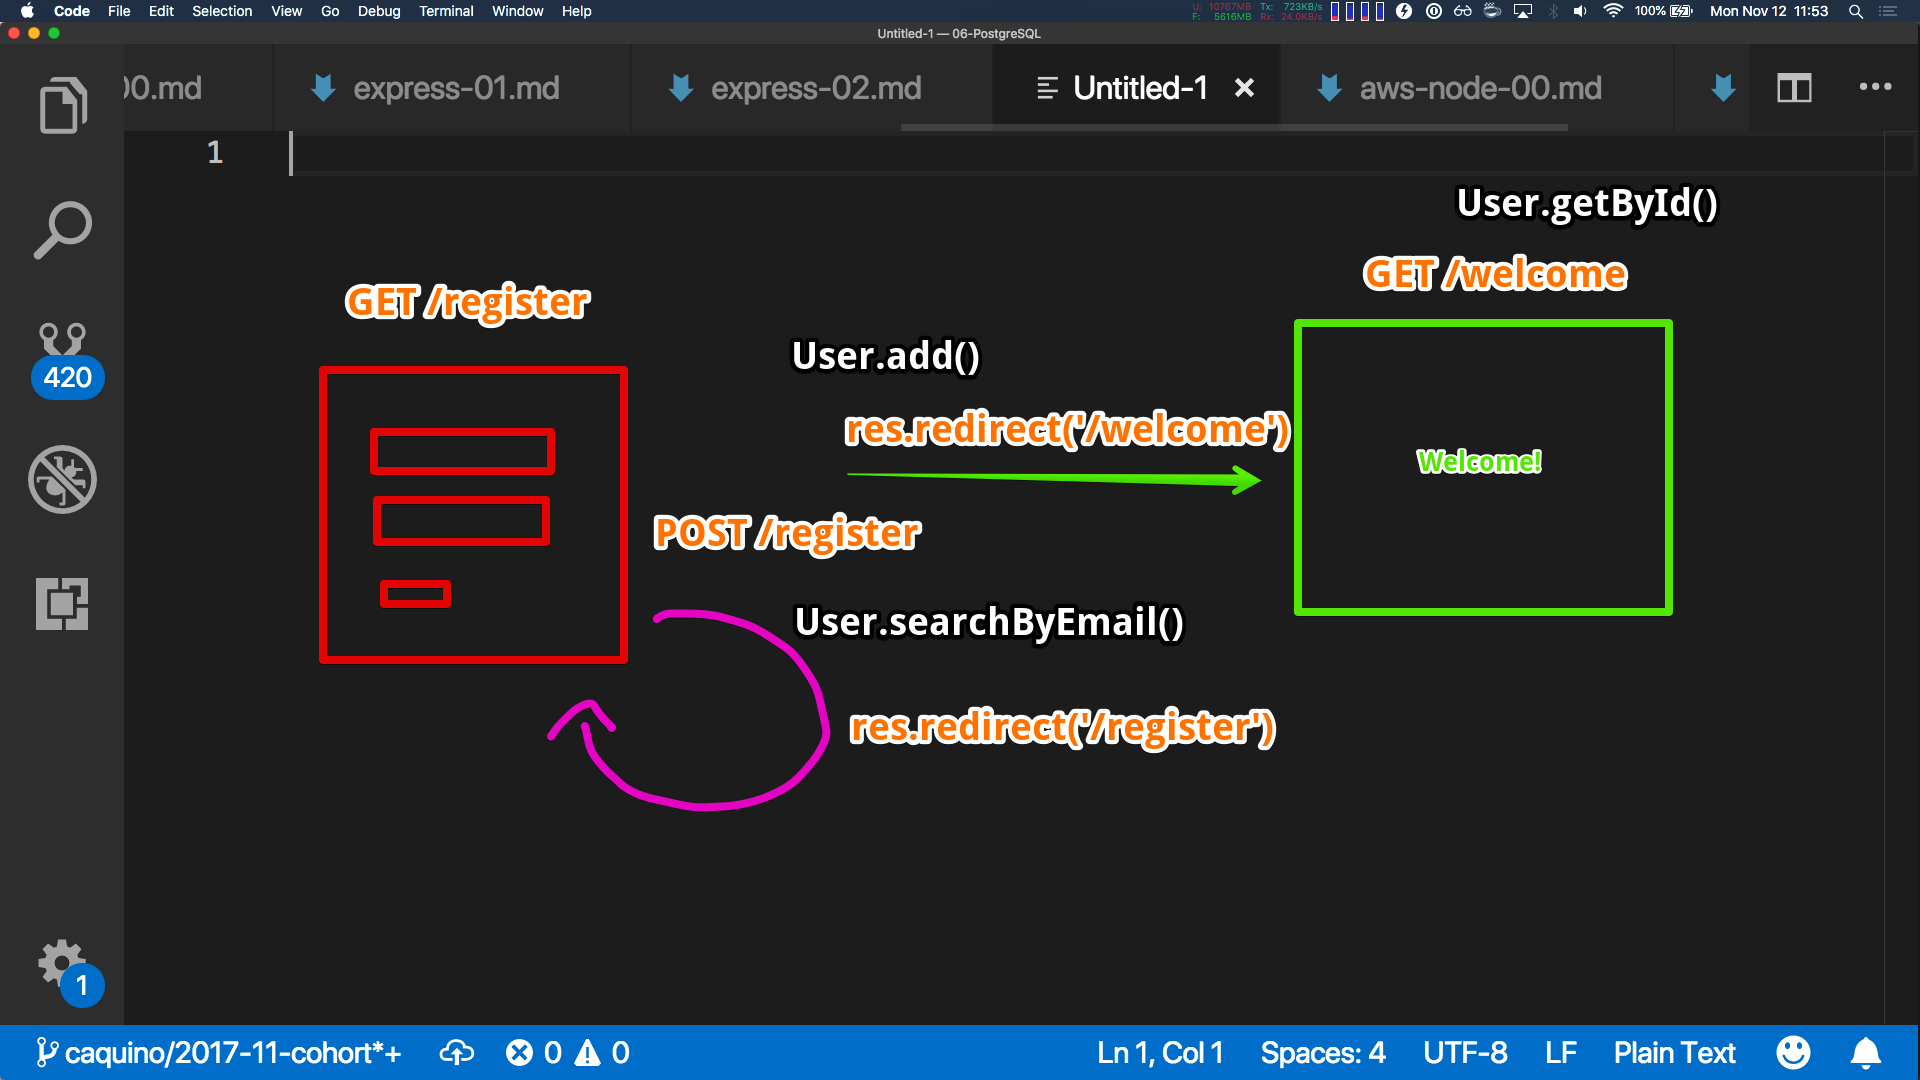 Code File Edit Selection View Go Debug Terminal Window Help U: 10767MB Tx: 723KB/s 100% Mon Nov 12 11:53
F: 5616MB Rx: 24.0KB/s
Untitled-1 — 06-PostgreSQL
00.md express-01.md express-02.md Untitled-1 aws-node-00.md
1
User.getById()
GET /welcome
GET /register
User.add()
res.redirect('/welcome')
Welcome!
POST /register
User.searchByEmail()
res.redirect('/register')
420
1
caquino/2017-11-cohort*+ 0 0 Ln 1, Col 1 Spaces: 4 UTF-8 LF Plain Text